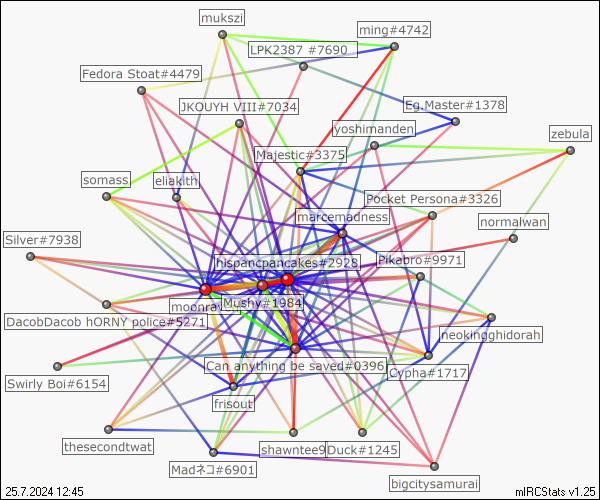 mukszi
ming#4742
LPK2387 #7690
Fedora Stoat#4479
JKOUYH VIII#7034
Eg.Master#1378
yoshimanden
zebula
Majestic#3375
somass
eliakith
Pocket Persona#3326
marcemadness
normalwan
Silver#7938
hispancpancakes#2928
Pikabro#9971
moonra
Mushy#1984
DacobDacob hORNY police#5271
neokingghidorah
Can anything be saved#0396
Cypha#1717
Swirly Boi#6154
frisout
thesecondtwat
shawntee9
Duck#1245
Madネコ#6901
bigcitysamurai
25.7.2024 12:45
mIRCStats v1.25